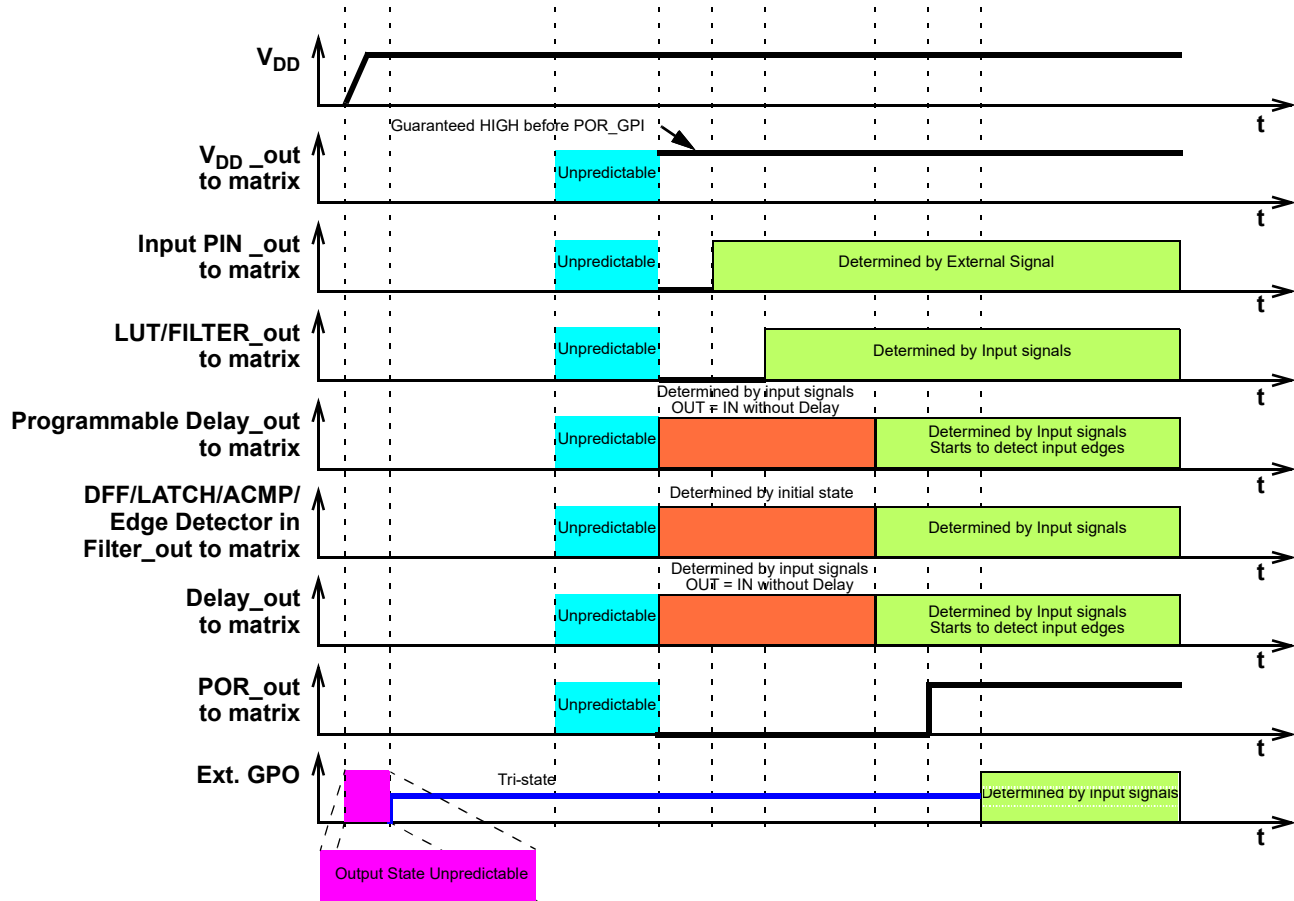 VDD
t
Guaranteed HIGH before POR_GPI
VDD _out
to matrix
Unpredictable
t
Input PIN _out
to matrix
Unpredictable
Determined by External Signal
t
LUT/FILTER_out
to matrix
Unpredictable
Determined by Input signals
t
Determined by input signals
OUT = IN without Delay
Programmable Delay_out
to matrix
Unpredictable
Determined by Input signals
Starts to detect input edges
t
DFF/LATCH/ACMP/
Edge Detector in
Filter_out to matrix
Determined by initial state
Unpredictable
Determined by Input signals
t
Determined by input signals
OUT = IN without Delay
Delay_out
to matrix
Unpredictable
Determined by Input signals
Starts to detect input edges
t
POR_out
to matrix
Unpredictable
t
Ext. GPO
Tri-state
Determined by input signals
t
Output State Unpredictable